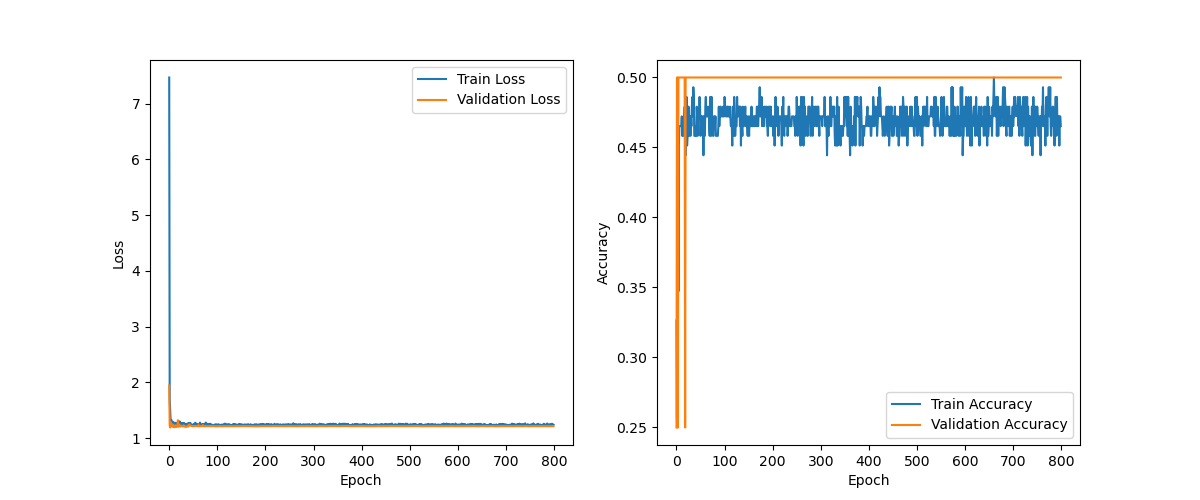 Train Loss
Validation Loss
7
6
5
4
3
2
1
Loss
0 100 200 300 400 500 600 700 800
Epoch
0.50
0.45
0.40
0.35
0.30
0.25
Accuracy
Train Accuracy
Validation Accuracy
0 100 200 300 400 500 600 700 800
Epoch